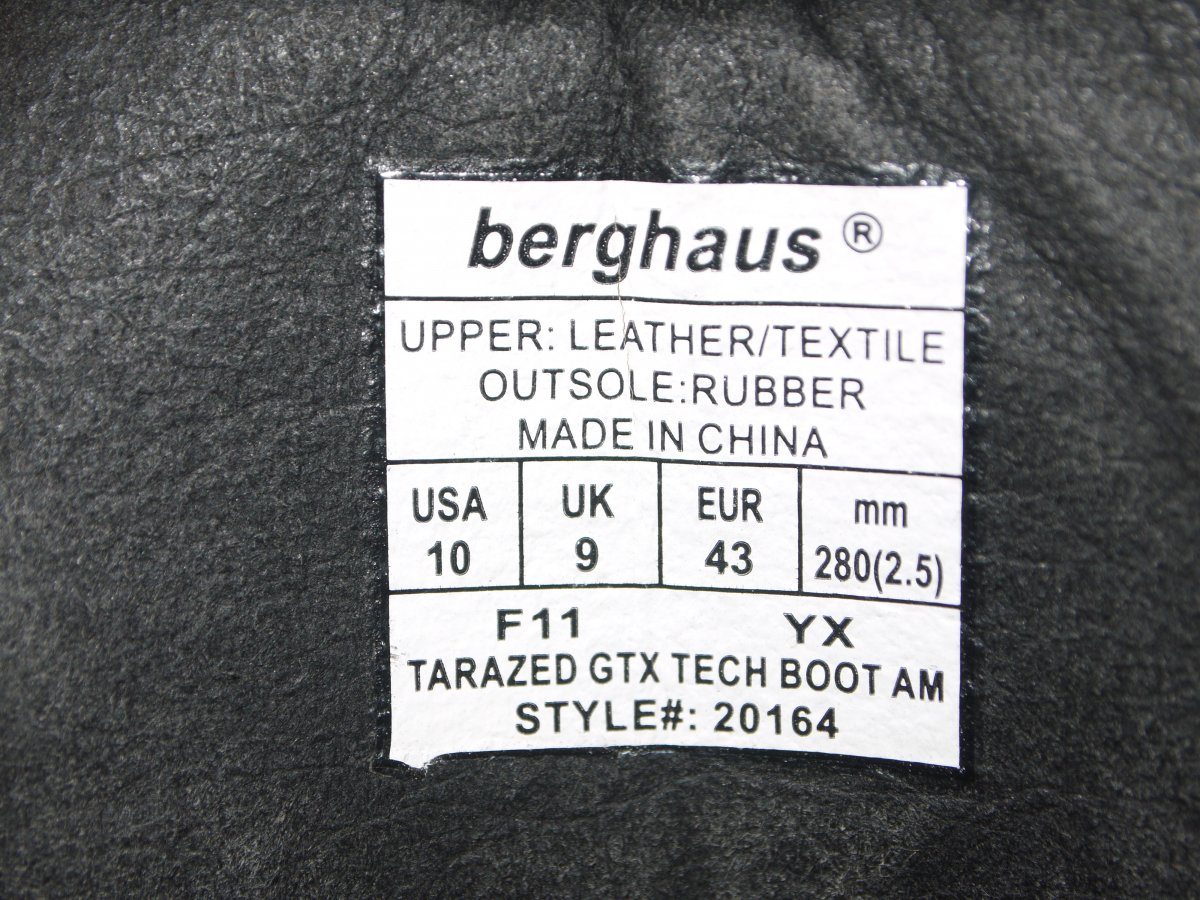 berghaus ®
UPPER: LEATHER/TEXTILE
OUTSOLE:RUBBER
MADE IN CHINA
USA UK EUR mm
10 9 43 280(2.5)
F11 YX
TARAZED GTX TECH BOOT AM
STYLE#: 20164